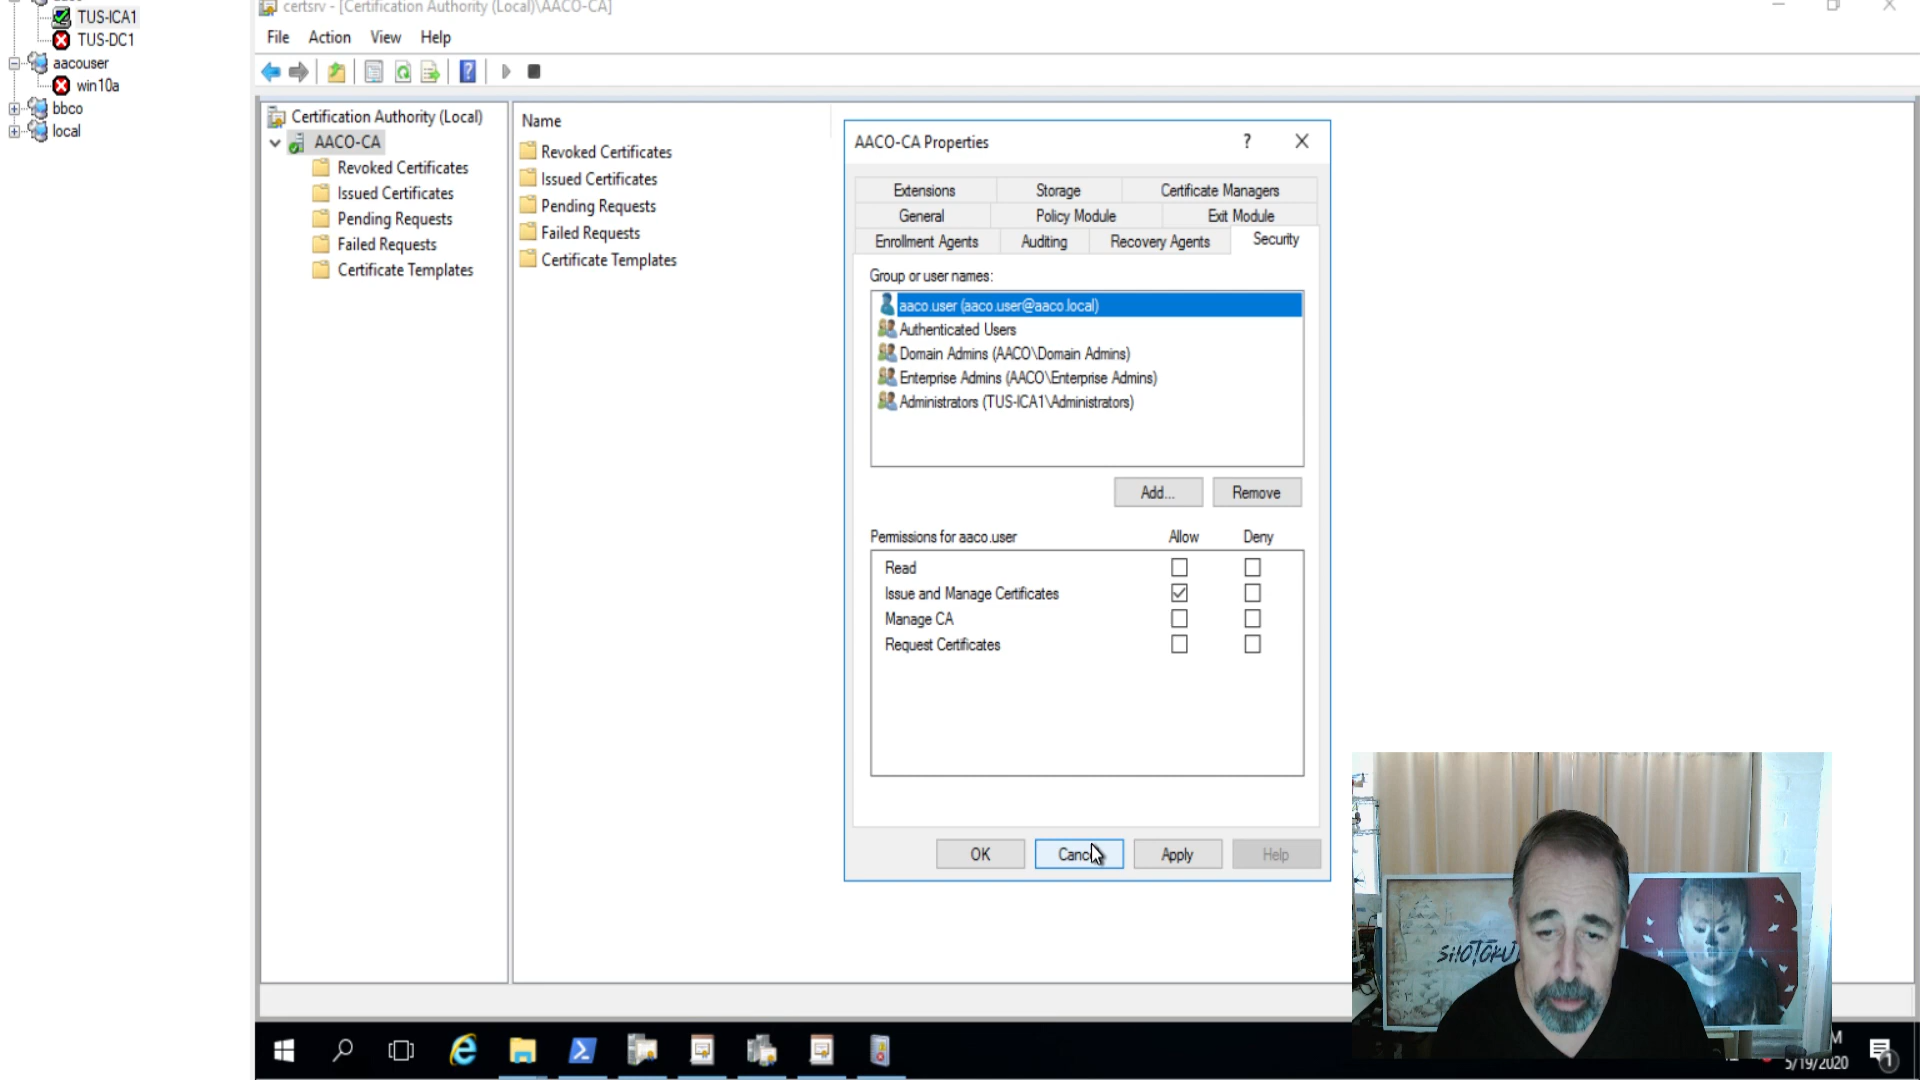 TUS-ICA1
TUS-DC1
aacouser
win10a
bbco
local
certsrv - [Certification Authority (Local)\AACO-CA]
File Action View Help
Certification Authority (Local)
AACO-CA
Revoked Certificates
Issued Certificates
Pending Requests
Failed Requests
Certificate Templates
Name
Revoked Certificates
Issued Certificates
Pending Requests
Failed Requests
Certificate Templates
AACO-CA Properties
Extensions Storage Certificate Managers
General Policy Module Exit Module
Enrollment Agents Auditing Recovery Agents Security
Group or user names:
aaco.user (aaco.user@aaco.local)
Authenticated Users
Domain Admins (AACO\Domain Admins)
Enterprise Admins (AACO\Enterprise Admins)
Administrators (TUS-ICA1\Administrators)
Add... Remove
Permissions for aaco.user Allow Deny
Read
Issue and Manage Certificates
Manage CA
Request Certificates
OK Cancel Apply Help
SHOTOKU
M
5/19/2020
1